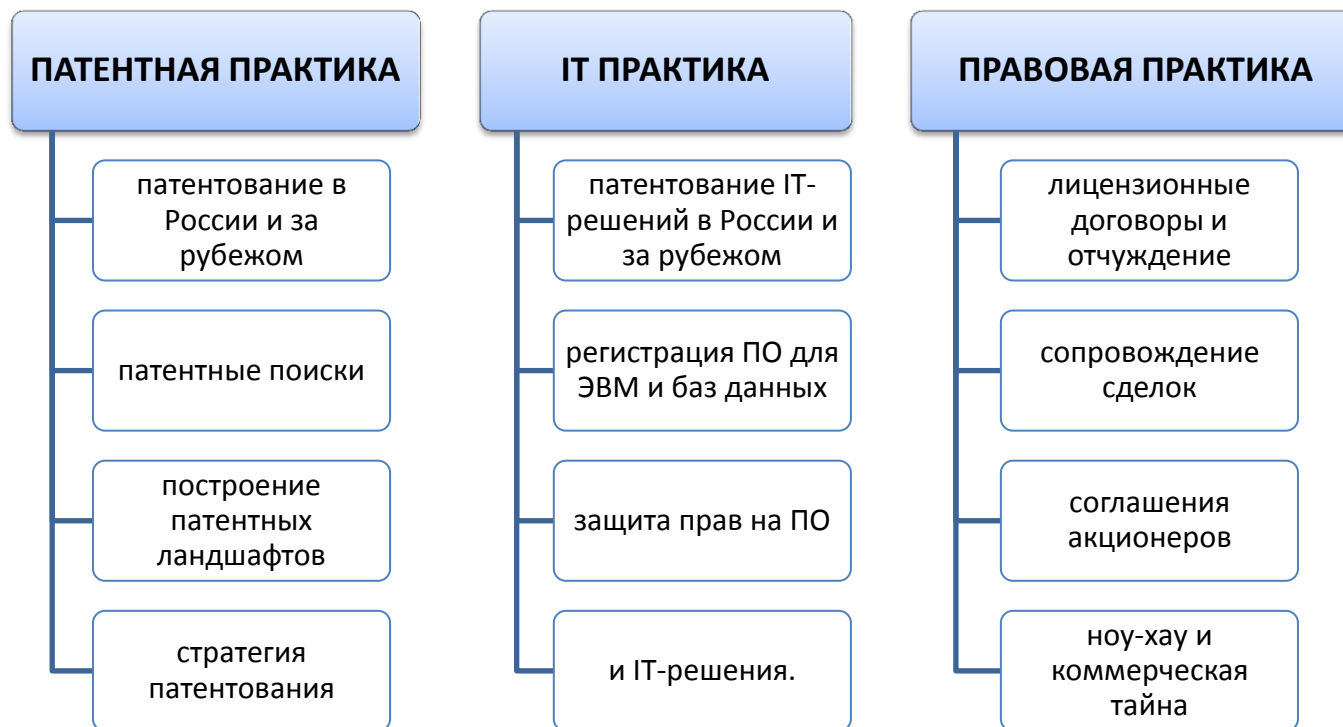 ПАТЕНТНАЯ ПРАКТИКА
патентование в
России и за
рубежом
патентные поиски
построение
патентных
ландшафтов
стратегия
патентования
IT ПРАКТИКА
патентование IT-
решений в России и
за рубежом
регистрация ПО для
ЭВМ и баз данных
защита прав на ПО
и IT-решения.
ПРАВОВАЯ ПРАКТИКА
лицензионные
договоры и
отчуждение
сопровождение
сделок
соглашения
акционеров
ноу-хау и
коммерческая
тайна